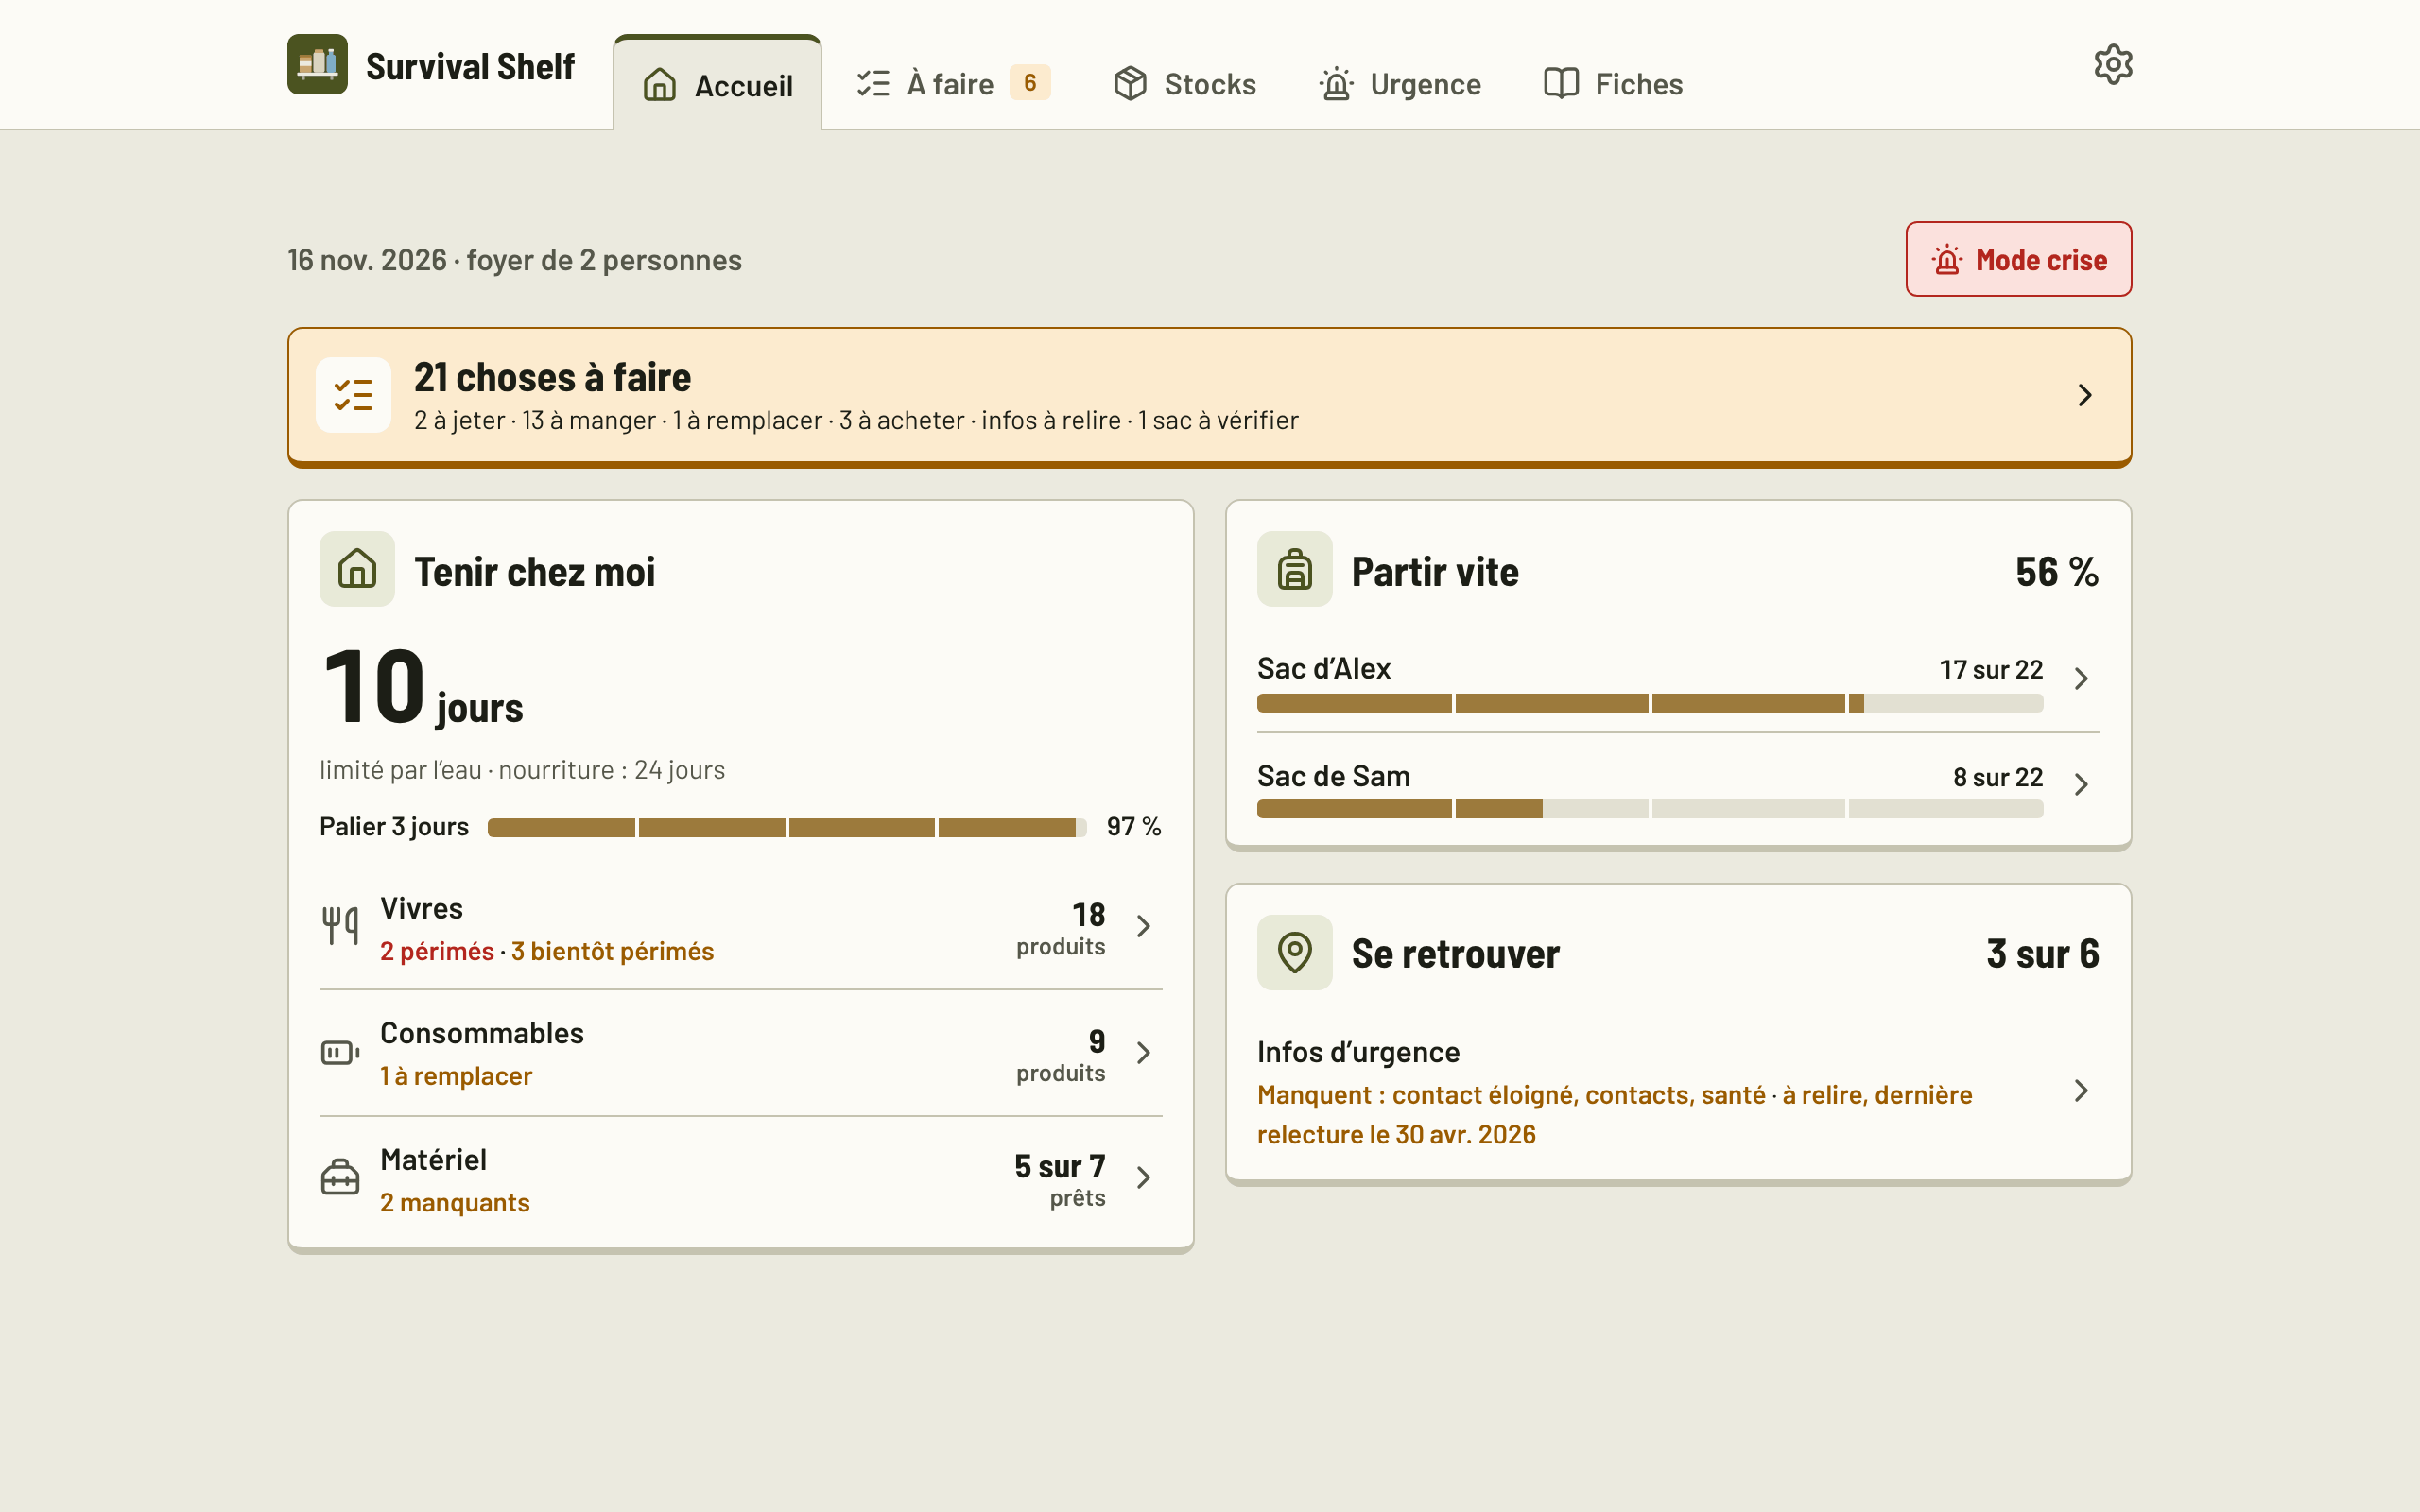 Survival Shelf
Accueil
À faire 6
Stocks
Urgence
Fiches
16 nov. 2026 · foyer de 2 personnes
Mode crise
21 choses à faire
2 à jeter · 13 à manger · 1 à remplacer · 3 à acheter · infos à relire · 1 sac à vérifier
Tenir chez moi
10 jours
limité par l’eau · nourriture : 24 jours
Palier 3 jours 97 %
Vivres
2 périmés · 3 bientôt périmés
18
produits
Consommables
1 à remplacer
9
produits
Matériel
2 manquants
5 sur 7
prêts
Partir vite 56 %
Sac d’Alex 17 sur 22
Sac de Sam 8 sur 22
Se retrouver 3 sur 6
Infos d’urgence
Manquent : contact éloigné, contacts, santé · à relire, dernière
relecture le 30 avr. 2026